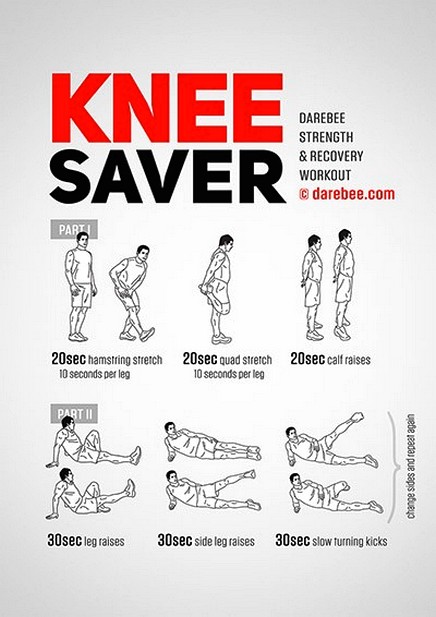 KNEE
SAVER
DAREBEE
STRENGTH
& RECOVERY
WORKOUT
© darebee.com
PART I
20sec hamstring stretch
10 seconds per leg
20sec quad stretch
10 seconds per leg
20sec calf raises
PART II
30sec leg raises
30sec side leg raises
30sec slow turning kicks
change sides and repeat again